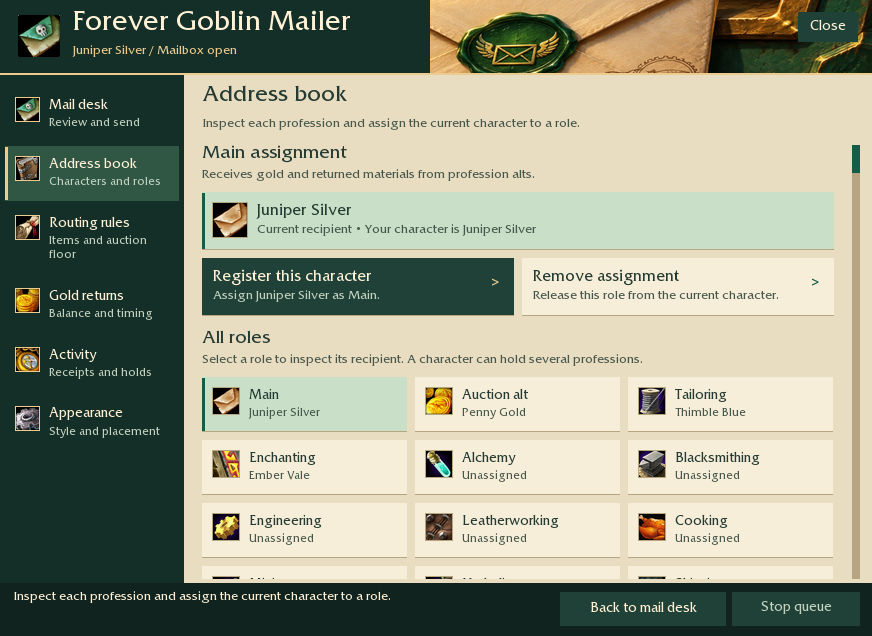 Forever Goblin Mailer
Juniper Silver / Mailbox open
Close
Mail desk
Review and send
Address book
Characters and roles
Routing rules
Items and auction
floor
Gold returns
Balance and timing
Activity
Receipts and holds
Appearance
Style and placement
Address book
Inspect each profession and assign the current character to a role.
Main assignment
Receives gold and returned materials from profession alts.
Juniper Silver
Current recipient • Your character is Juniper Silver
Register this character
Assign Juniper Silver as Main.
>
Remove assignment
Release this role from the current character.
>
All roles
Select a role to inspect its recipient. A character can hold several professions.
Main
Juniper Silver
Auction alt
Penny Gold
Tailoring
Thimble Blue
Enchanting
Ember Vale
Alchemy
Unassigned
Blacksmithing
Unassigned
Engineering
Unassigned
Leatherworking
Unassigned
Cooking
Unassigned
Inspect each profession and assign the current character to a role.
Back to mail desk
Stop queue